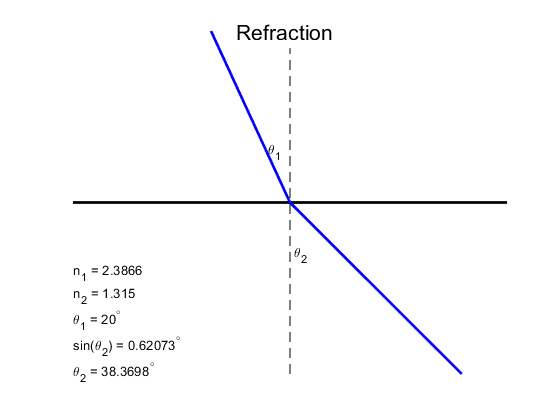 Refraction
θ₁
θ₂
n₁ = 2.3866
n₂ = 1.315
θ₁ = 20°
sin(θ₂) = 0.62073°
θ₂ = 38.3698°